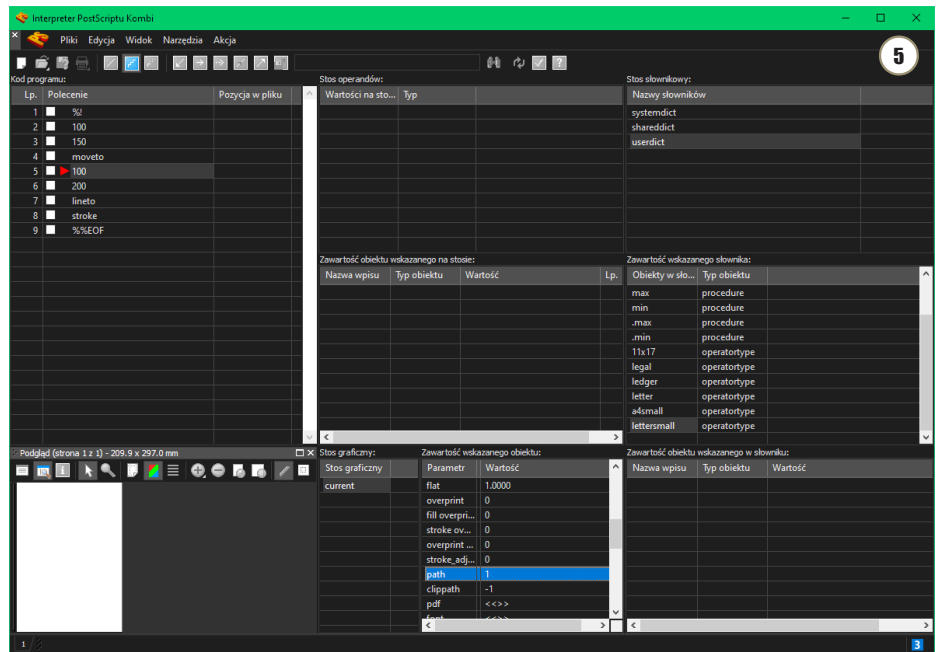 Interpreter PostScriptu Kombi
Pliki Edycja Widok Narzędzia Akcja
5
Kod programu:
Lp. Polecenie Pozycja w pliku
1 %!
2 100
3 150
4 moveto
5 100
6 200
7 lineto
8 stroke
9 %%EOF
Stos operandów:
Wartości na sto... Typ
Stos słownikowy:
Nazwy słowników
systemdict
shareddict
userdict
Zawartość obiektu wskazanego na stosie:
Nazwa wpisu Typ obiektu Wartość Lp.
Zawartość wskazanego słownika:
Obiekty w sło... Typ obiektu
max procedure
min procedure
.max procedure
.min procedure
11x17 operatortype
legal operatortype
ledger operatortype
letter operatortype
a4small operatortype
lettersmall operatortype
Podgląd (strona 1 z 1) - 209.9 x 297.0 mm
Stos graficzny:
Stos graficzny
current
Zawartość wskazanego obiektu:
Parametr Wartość
flat 1.0000
overprint 0
fill overpri... 0
stroke ov... 0
overprint ... 0
stroke_adj... 0
path 1
clippath -1
pdf <<>>
font <<>>
Zawartość obiektu wskazanego w słowniku:
Nazwa wpisu Typ obiektu Wartość
1 3